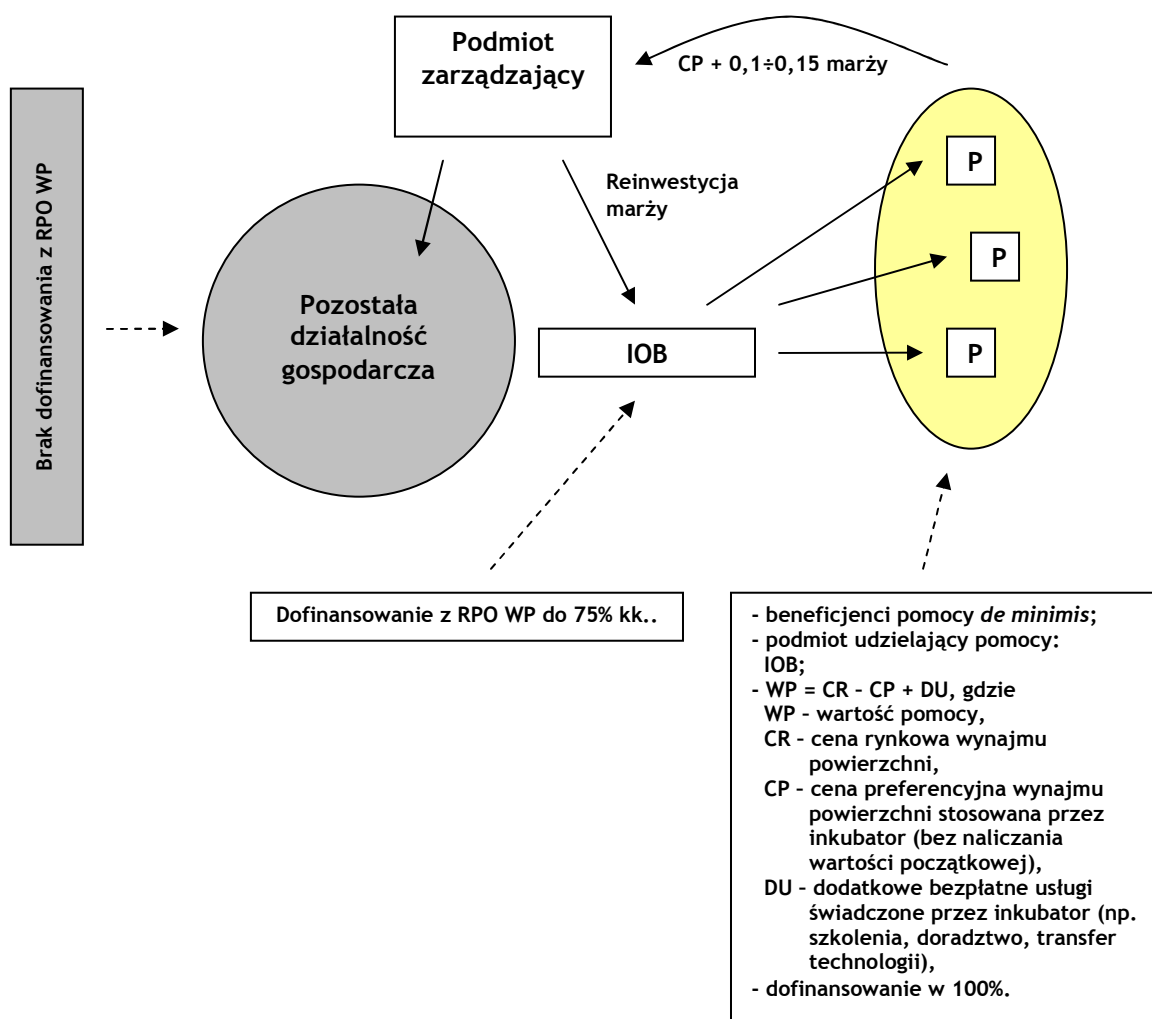 Podmiot
zarządzający
CP + 0,1÷0,15 marży
Brak dofinansowania z RPO WP
Reinwestycja
marży
P
P
P
Pozostała
działalność
gospodarcza
IOB
Dofinansowanie z RPO WP do 75% kk..
- beneficjenci pomocy de minimis;
- podmiot udzielający pomocy:
IOB;
- WP = CR – CP + DU, gdzie
WP – wartość pomocy,
CR – cena rynkowa wynajmu
powierzchni,
CP – cena preferencyjna wynajmu
powierzchni stosowana przez
inkubator (bez naliczania
wartości początkowej),
DU – dodatkowe bezpłatne usługi
świadczone przez inkubator (np.
szkolenia, doradztwo, transfer
technologii),
- dofinansowanie w 100%.